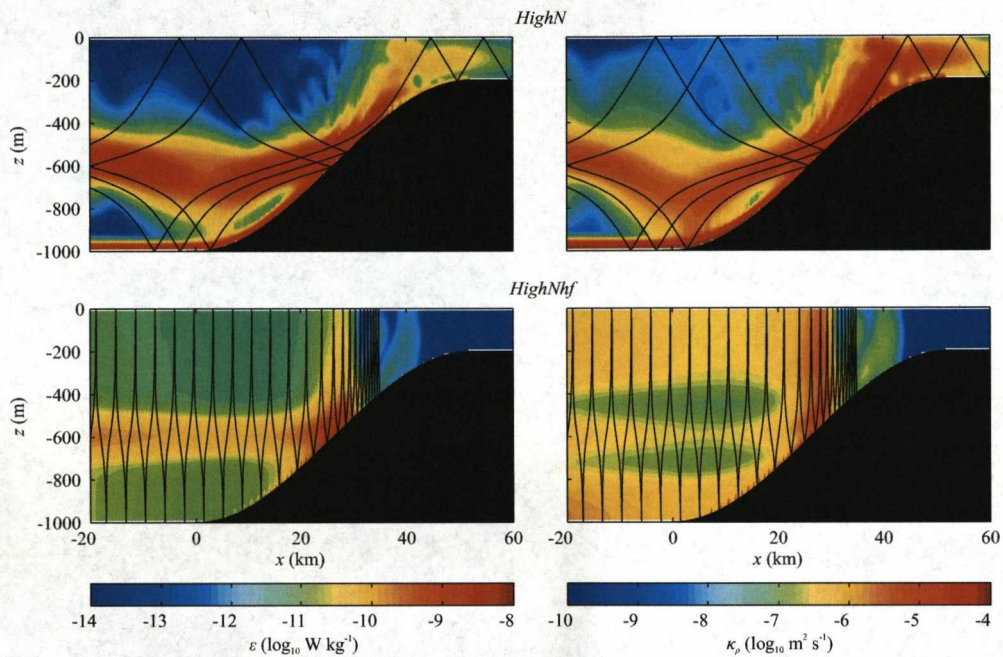 HighN
0
-200
-400
-600
-800
-1000
z (m)
HighNhf
0
-200
-400
-600
-800
-1000
z (m)
-20 0 20 40 60
x (km)
-20 0 20 40 60
x (km)
-14 -13 -12 -11 -10 -9 -8
ε (log₁₀ W kg⁻¹)
-10 -9 -8 -7 -6 -5 -4
κρ (log₁₀ m² s⁻¹)